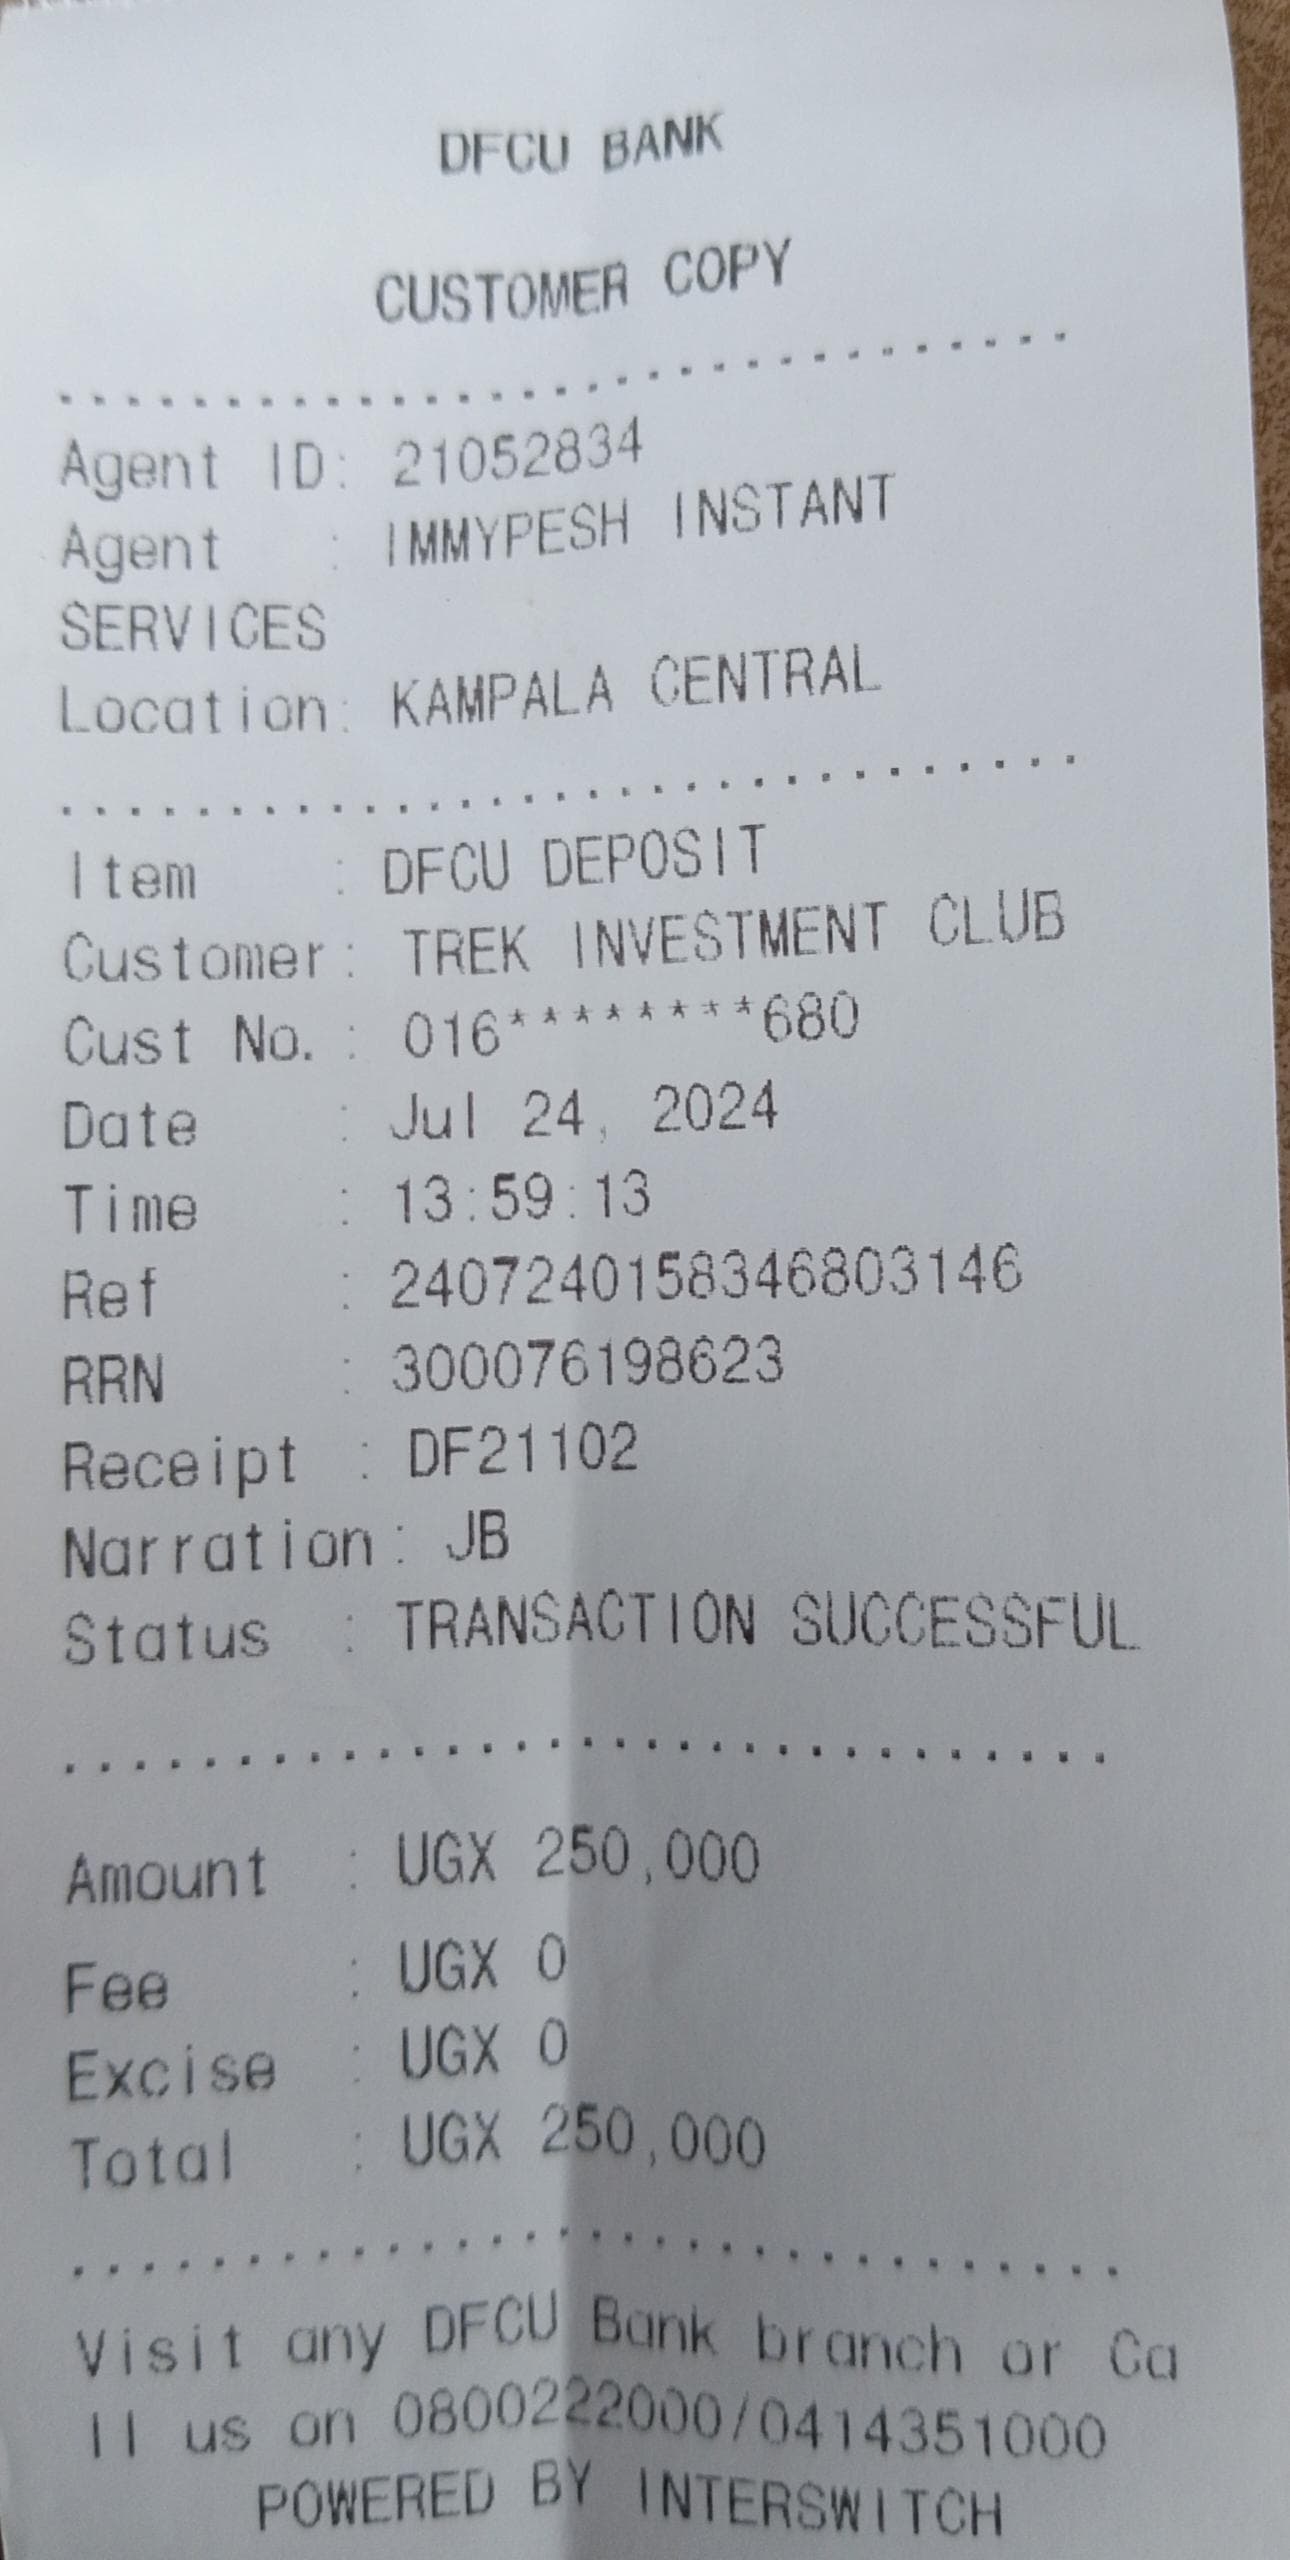 DFCU BANK
CUSTOMER COPY
................................
Agent ID: 21052834
Agent : IMMYPESH INSTANT
SERVICES
Location: KAMPALA CENTRAL
................................
Item : DFCU DEPOSIT
Customer: TREK INVESTMENT CLUB
Cust No. : 016********680
Date : Jul 24, 2024
Time : 13:59:13
Ref : 2407240158346803146
RRN : 300076198623
Receipt : DF21102
Narration: JB
Status : TRANSACTION SUCCESSFUL
................................
Amount : UGX 250,000
Fee : UGX 0
Excise : UGX 0
Total : UGX 250,000
................................
Visit any DFCU Bank branch or Ca
ll us on 0800222000/0414351000
POWERED BY INTERSWITCH